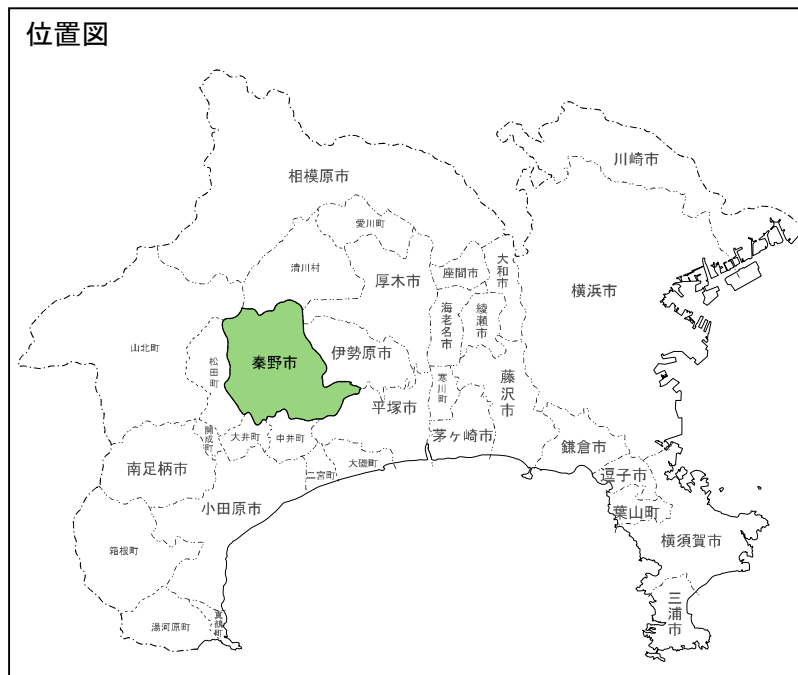 位置図
川崎市
相模原市
愛川町
清川村
厚木市
座間市
大和市
横浜市
海老名市
綾瀬市
山北町
松田町
秦野市
伊勢原市
寒川町
藤沢市
平塚市
茅ヶ崎市
開成町
大井町
中井町
鎌倉市
南足柄市
二宮町
大磯町
逗子市
小田原市
葉山町
横須賀市
箱根町
三浦市
湯河原町
真鶴町